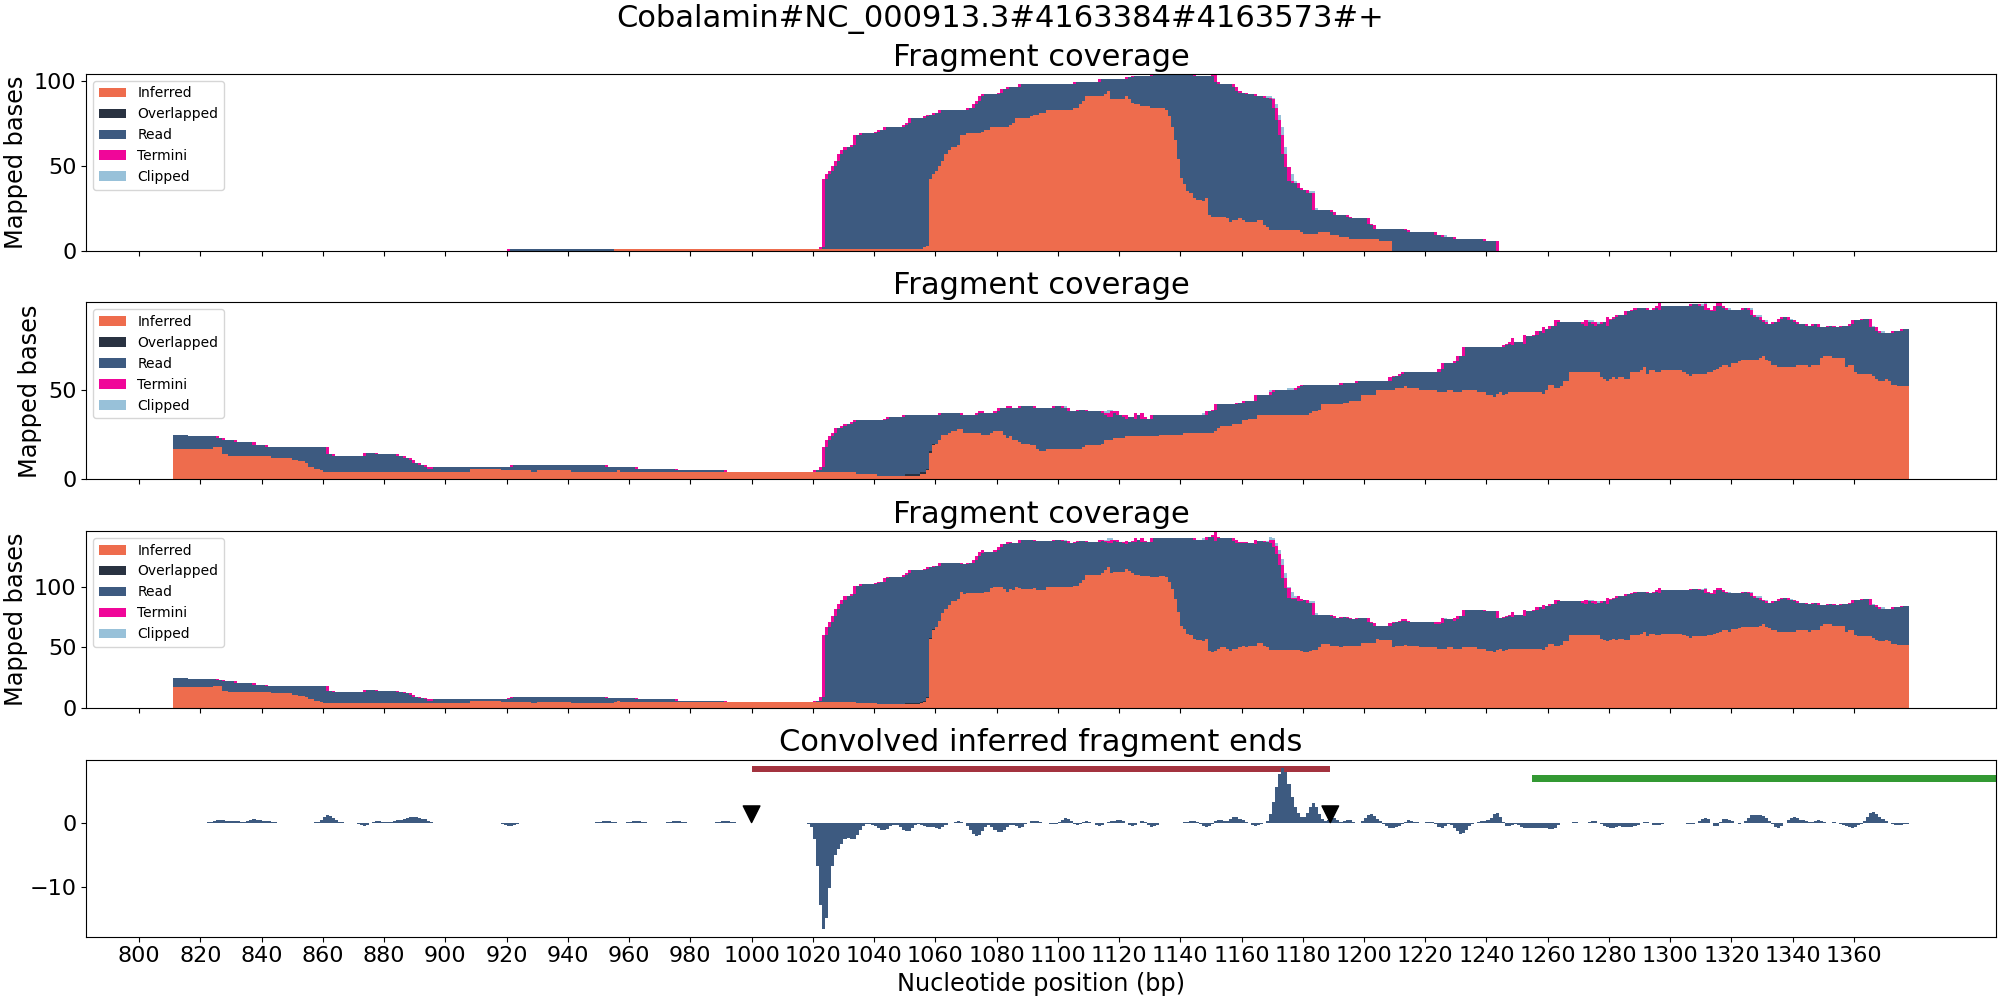 Cobalamin#NC_000913.3#4163384#4163573#+
Fragment coverage
Mapped bases
100
50
0
Inferred
Overlapped
Read
Termini
Clipped
Fragment coverage
Mapped bases
50
0
Inferred
Overlapped
Read
Termini
Clipped
Fragment coverage
Mapped bases
100
50
0
Inferred
Overlapped
Read
Termini
Clipped
Convolved inferred fragment ends
0
−10
800 820 840 860 880 900 920 940 960 980 1000 1020 1040 1060 1080 1100 1120 1140 1160 1180 1200 1220 1240 1260 1280 1300 1320 1340 1360
Nucleotide position (bp)